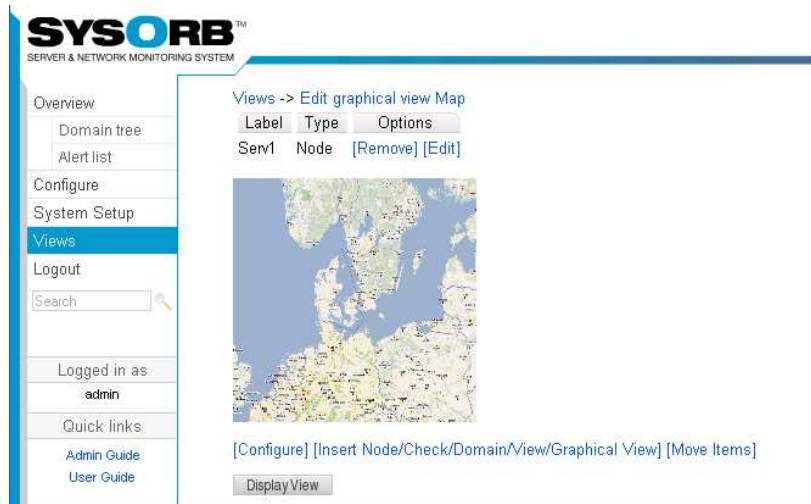 SYSORB™
SERVER & NETWORK MONITORING SYSTEM
Overview
Domain tree
Alert list
Configure
System Setup
Views
Logout
Search
Logged in as
admin
Quick links
Admin Guide
User Guide
Views -> Edit graphical view Map
Label Type Options
Serv1 Node [Remove] [Edit]
[Configure] [Insert Node/Check/Domain/View/Graphical View] [Move Items]
Display View